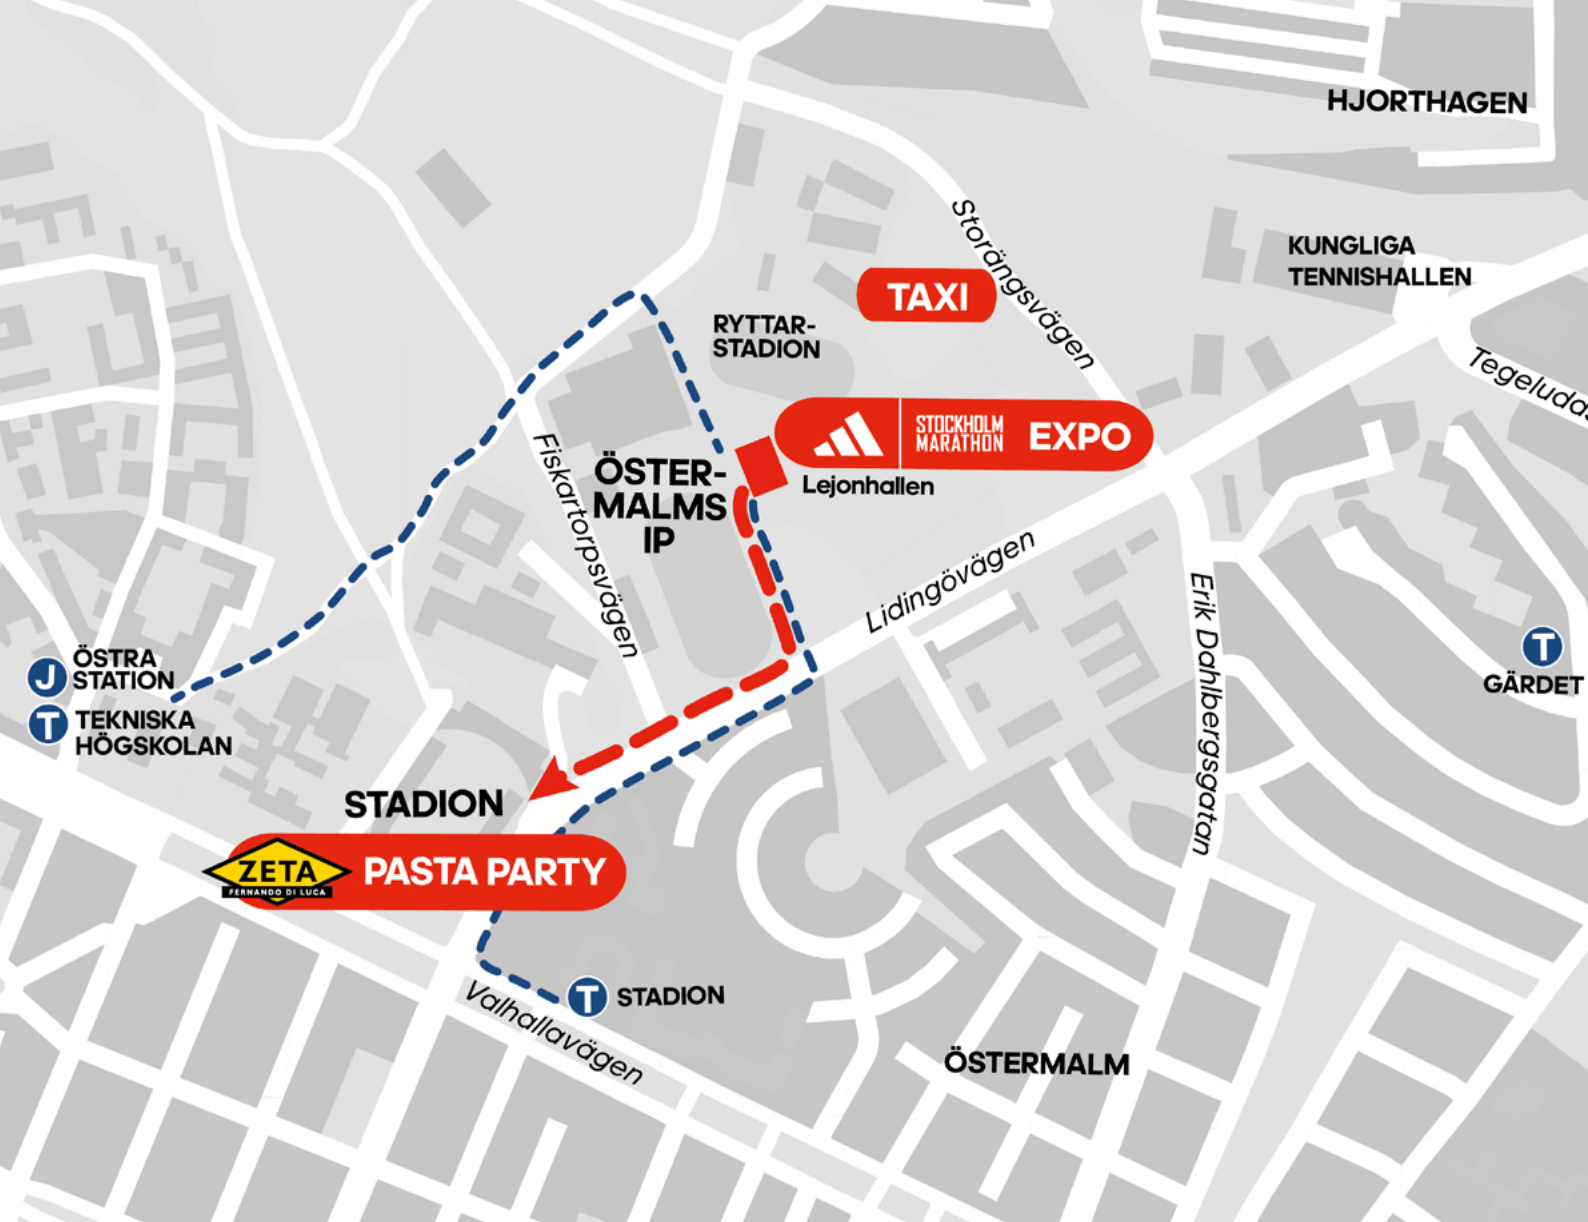 HJORTHAGEN
Storängsvägen
KUNGLIGA
TENNISHALLEN
TAXI
RYTTAR-
STADION
Tegeludds
STOCKHOLM
MARATHON
EXPO
Lejonhallen
Fiskartorpsvägen
ÖSTER-
MALMS
IP
Lidingövägen
Erik Dahlbergsgatan
T
GÄRDET
J
ÖSTRA
STATION
T
TEKNISKA
HÖGSKOLAN
STADION
ZETA
FERNANDO DI LUCA
PASTA PARTY
T STADION
Valhallavägen
ÖSTERMALM